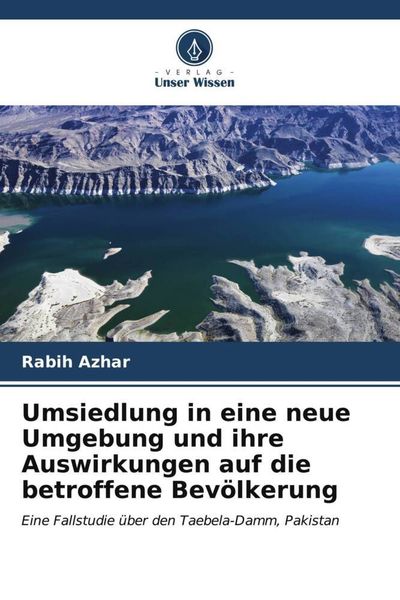 - VERLAG -
Unser Wissen
Rabih Azhar
Umsiedlung in eine neue
Umgebung und ihre
Auswirkungen auf die
betroffene Bevölkerung
Eine Fallstudie über den Taebela-Damm, Pakistan